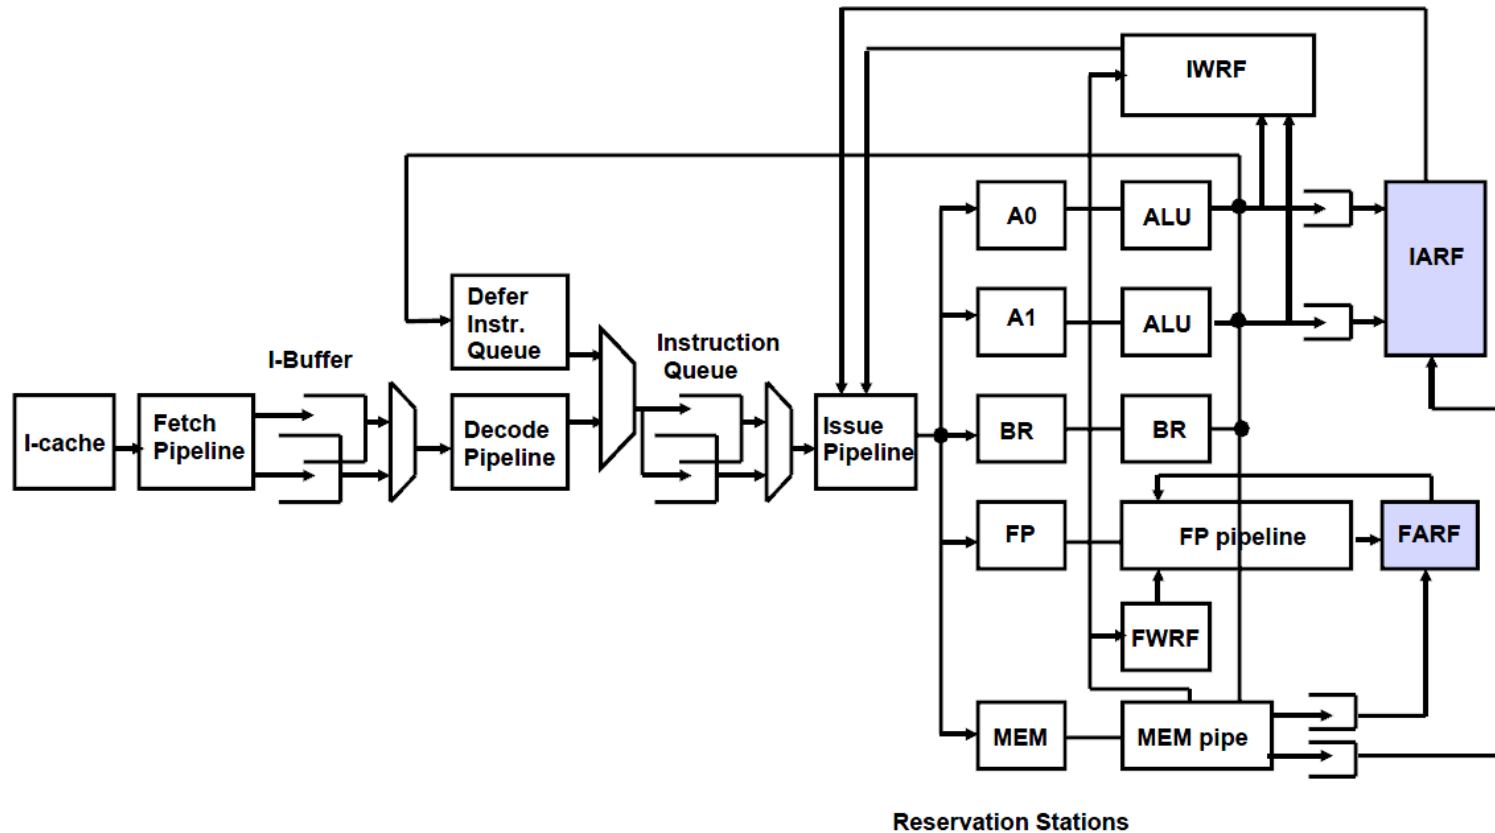 IWRF
A0
ALU
IARF
Defer
Instr.
Queue
A1
ALU
I-Buffer
Instruction
Queue
I-cache
Fetch
Pipeline
Decode
Pipeline
Issue
Pipeline
BR
BR
FP
FP pipeline
FARF
FWRF
MEM
MEM pipe
Reservation Stations